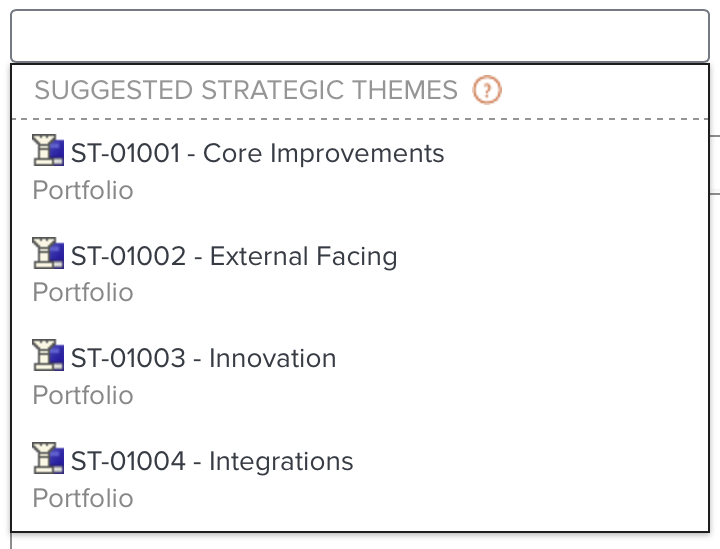 SUGGESTED STRATEGIC THEMES ?
ST-01001 - Core Improvements
Portfolio
ST-01002 - External Facing
Portfolio
ST-01003 - Innovation
Portfolio
ST-01004 - Integrations
Portfolio